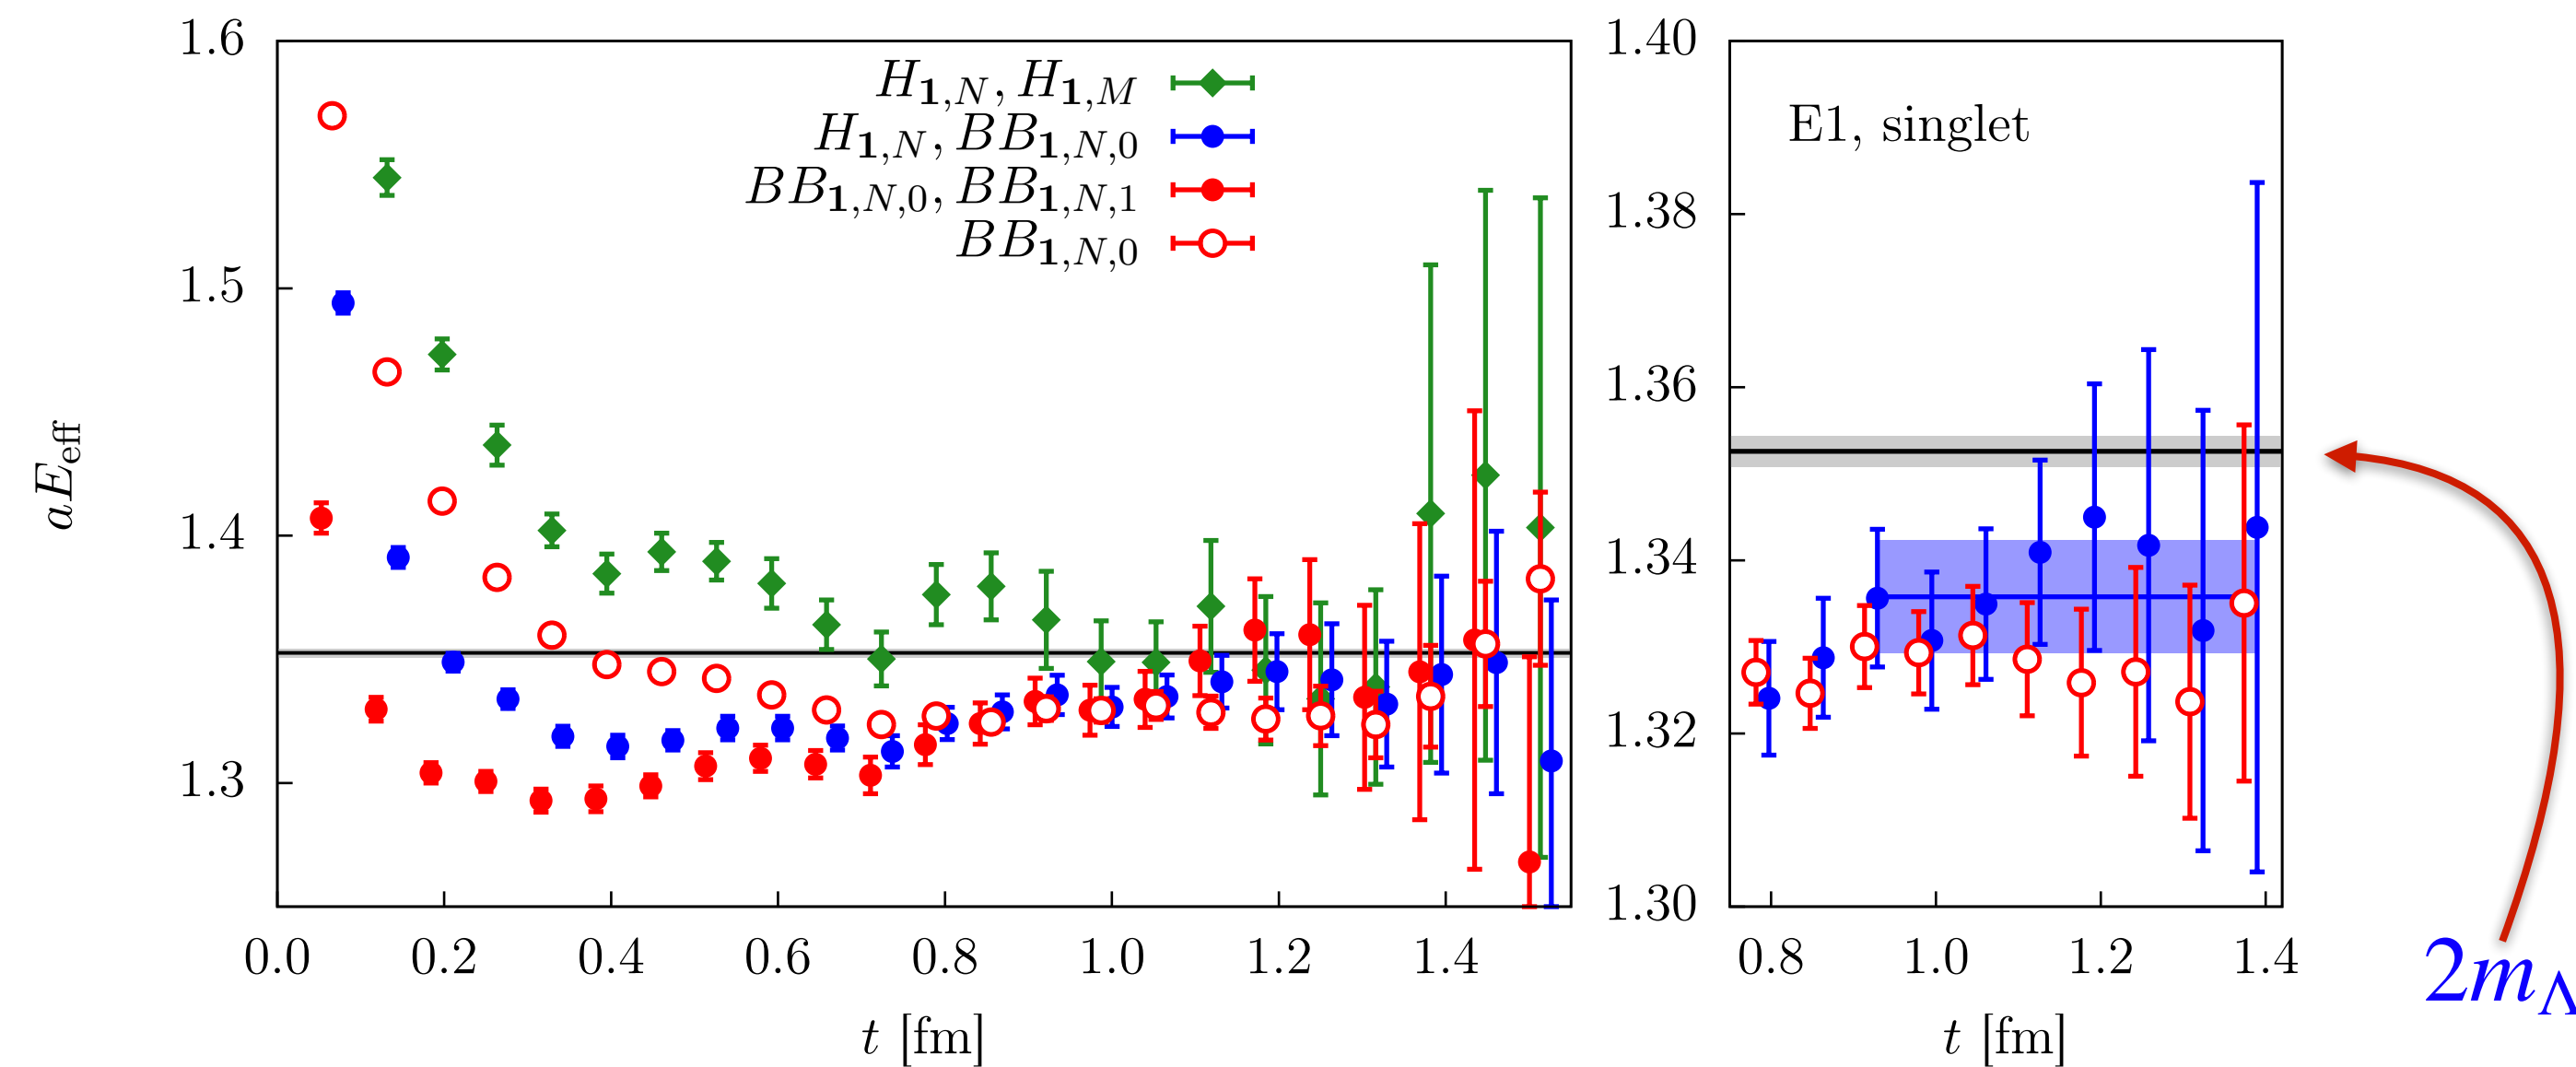 1.6
1.5
1.4
1.3
aE_eff
H_{1,N}, H_{1,M}
H_{1,N}, BB_{1,N,0}
BB_{1,N,0}, BB_{1,N,1}
BB_{1,N,0}
0.0 0.2 0.4 0.6 0.8 1.0 1.2 1.4
t [fm]
1.40
1.38
1.36
1.34
1.32
1.30
E1, singlet
0.8 1.0 1.2 1.4
t [fm]
2m_Λ